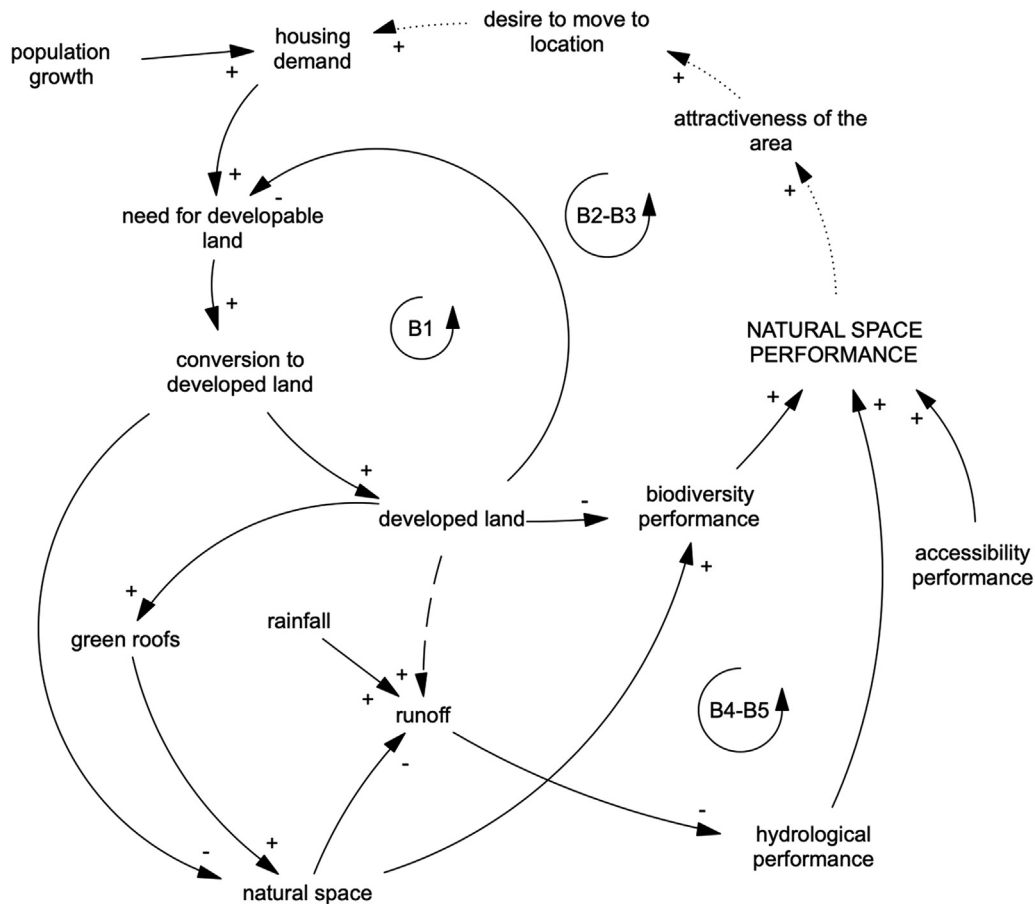 population
growth
+
housing
demand
+
desire to move to
location
+
attractiveness of the
area
+
+
-
need for developable
land
B2-B3
+
B1
NATURAL SPACE
PERFORMANCE
conversion to
developed land
+
+
+
+
developed land
-
biodiversity
performance
+
accessibility
performance
+
green roofs
rainfall
+
+
runoff
-
B4-B5
-
hydrological
performance
+
-
natural space